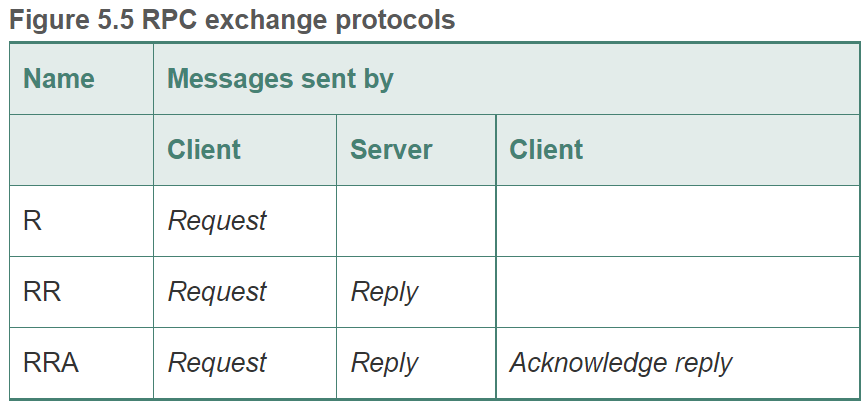 Figure 5.5 RPC exchange protocols
Name Messages sent by
Client Server Client
R Request
RR Request Reply
RRA Request Reply Acknowledge reply